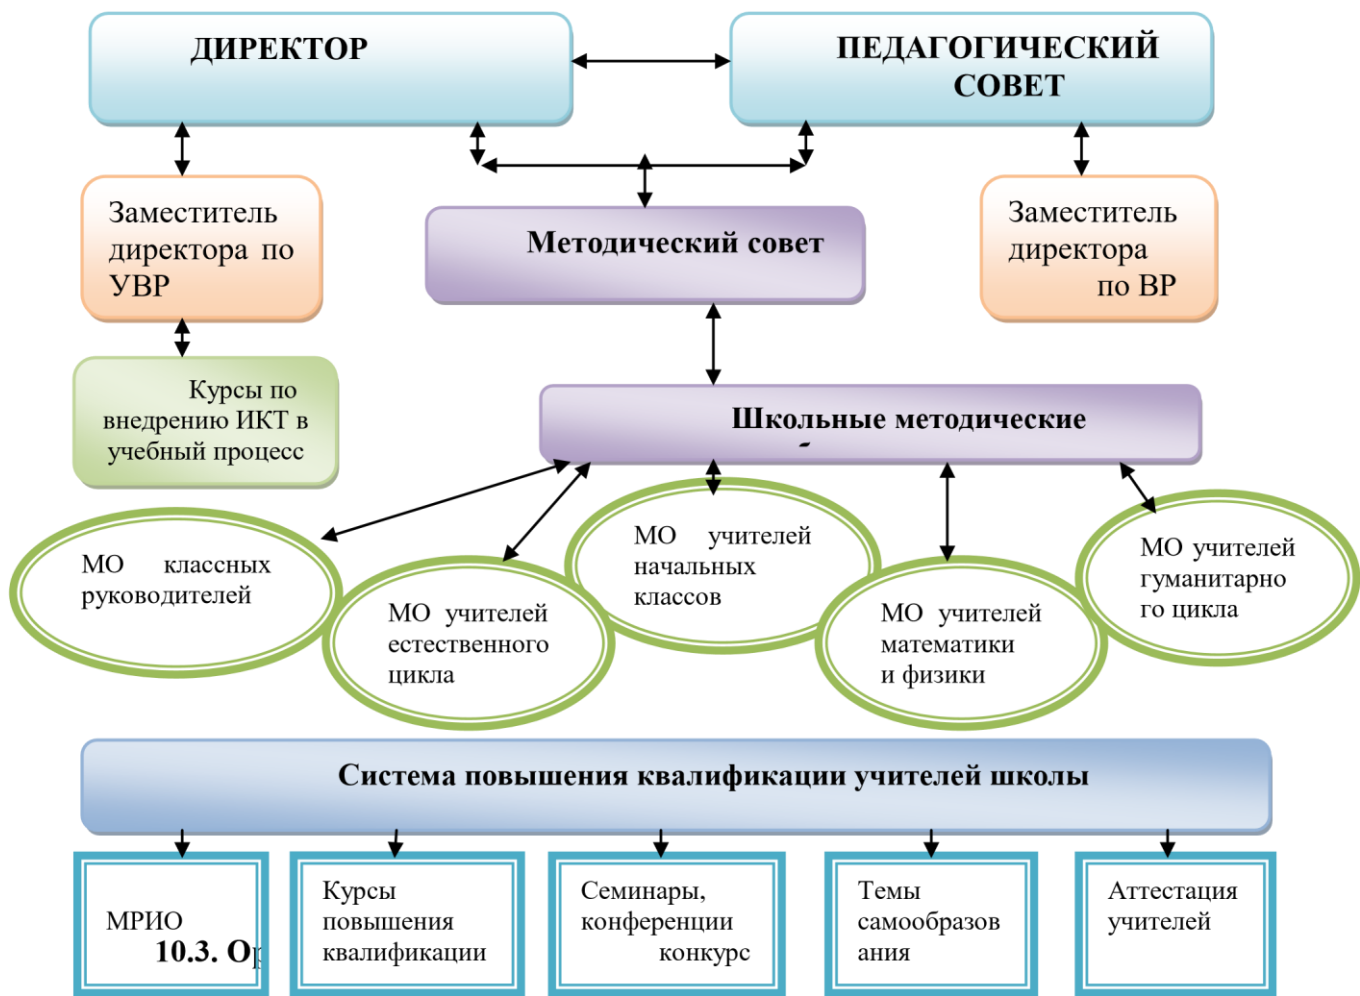 ДИРЕКТОР
ПЕДАГОГИЧЕСКИЙ
СОВЕТ
Заместитель
директора по
УВР
Методический совет
Заместитель
директора
по ВР
Курсы по
внедрению ИКТ в
учебный процесс
Школьные методические
МО классных
руководителей
МО учителей
естественного
цикла
МО учителей
начальных
классов
МО учителей
математики
и физики
МО учителей
гуманитарно
го цикла
Система повышения квалификации учителей школы
МРИО
10.3. Ор
Курсы
повышения
квалификации
Семинары,
конференции
конкурс
Темы
самообразов
ания
Аттестация
учителей